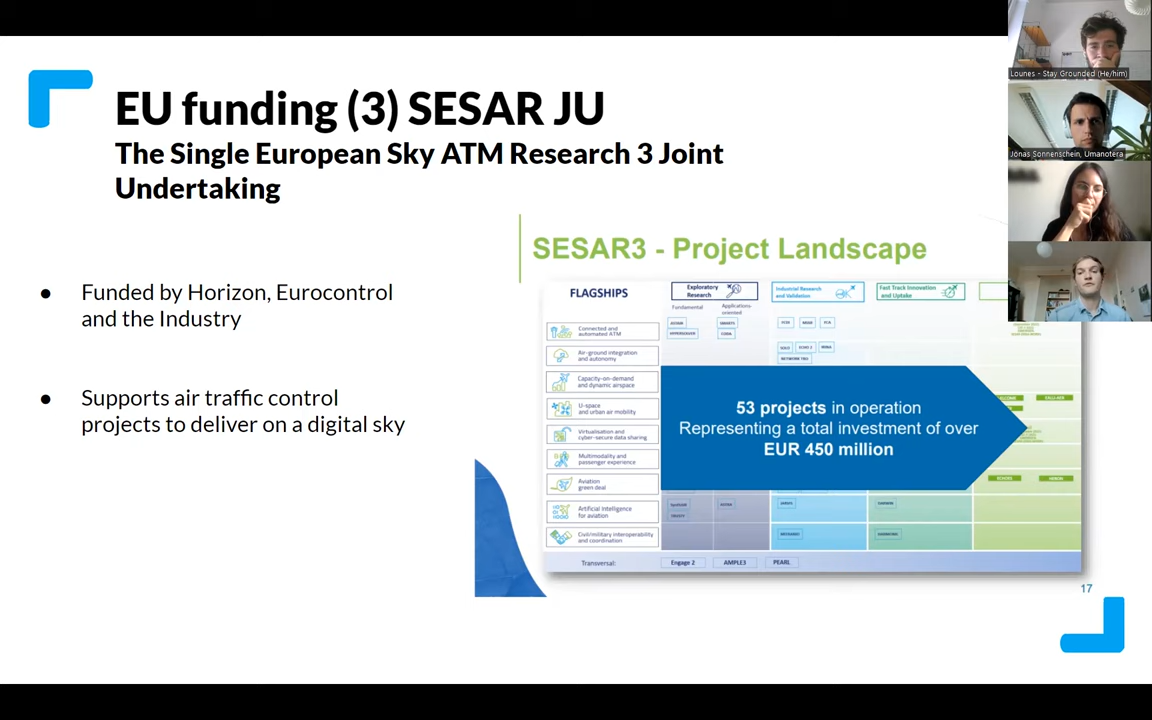 EU funding (3) SESAR JU
The Single European Sky ATM Research 3 Joint
Undertaking
● Funded by Horizon, Eurocontrol
and the Industry
● Supports air traffic control
projects to deliver on a digital sky
SESAR3 - Project Landscape
FLAGSHIPS
Exploratory
Research
Fundamental
Application-
oriented
Industrial Research
and Validation
Fast Track Innovation
and Uptake
Connected and
automated ATM
Air-ground integration
and autonomy
Capacity-on-demand
and dynamic airspace
U-space
and urban air mobility
Virtualisation and
cyber-secure data sharing
Multimodality and
passenger experience
Aviation
green deal
Artificial Intelligence
for aviation
Civil/military interoperability
and coordination
53 projects in operation
Representing a total investment of over
EUR 450 million
Transversal:
Engage 2
AMPLE3
PEARL
17
Lounes - Stay Grounded (He/him)
Jonas Sonnenschein, Umanotera